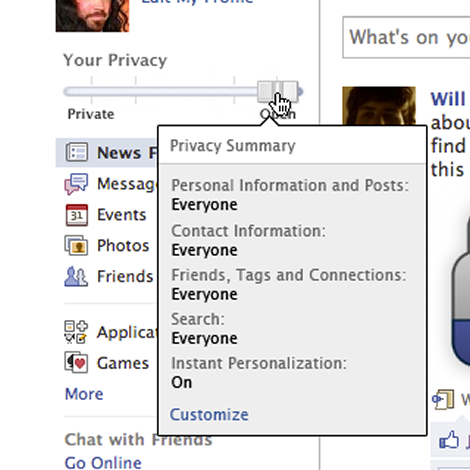 Edit My Profile
Your Privacy
Private
Open
Privacy Summary
Personal Information and Posts:
Everyone
Contact Information:
Everyone
Friends, Tags and Connections:
Everyone
Search:
Everyone
Instant Personalization:
On
Customize
News F
Messag
31 Events
Photos
Friends
Applicat
Games
More
Chat with Friends
Go Online
What's on yo
Will
abou
find
this
W